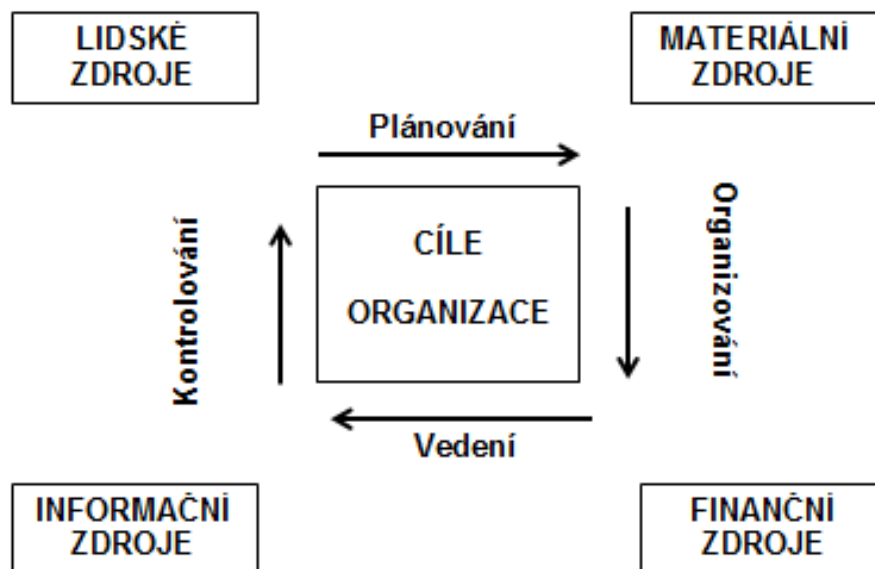 LIDSKÉ
ZDROJE
MATERIÁLNÍ
ZDROJE
Plánování
Kontrolování
CÍLE
ORGANIZACE
Organizování
Vedení
INFORMAČNÍ
ZDROJE
FINANČNÍ
ZDROJE